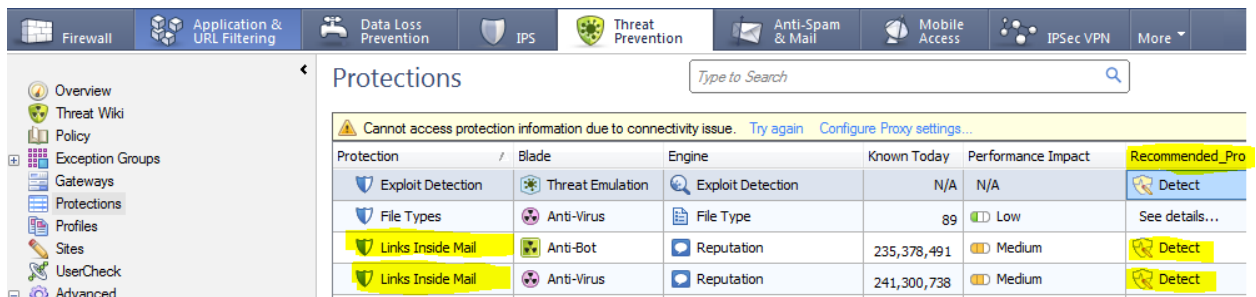 Firewall
Application &
URL Filtering
Data Loss
Prevention
IPS
Threat
Prevention
Anti-Spam
& Mail
Mobile
Access
IPSec VPN
More
Overview
Threat Wiki
Policy
Exception Groups
Gateways
Protections
Profiles
Sites
UserCheck
Advanced
Protections
Type to Search
Cannot access protection information due to connectivity issue. Try again Configure Proxy settings...
Protection / Blade Engine Known Today Performance Impact Recommended_Pro
Exploit Detection Threat Emulation Exploit Detection N/A N/A Detect
File Types Anti-Virus File Type 89 Low See details...
Links Inside Mail Anti-Bot Reputation 235,378,491 Medium Detect
Links Inside Mail Anti-Virus Reputation 241,300,738 Medium Detect